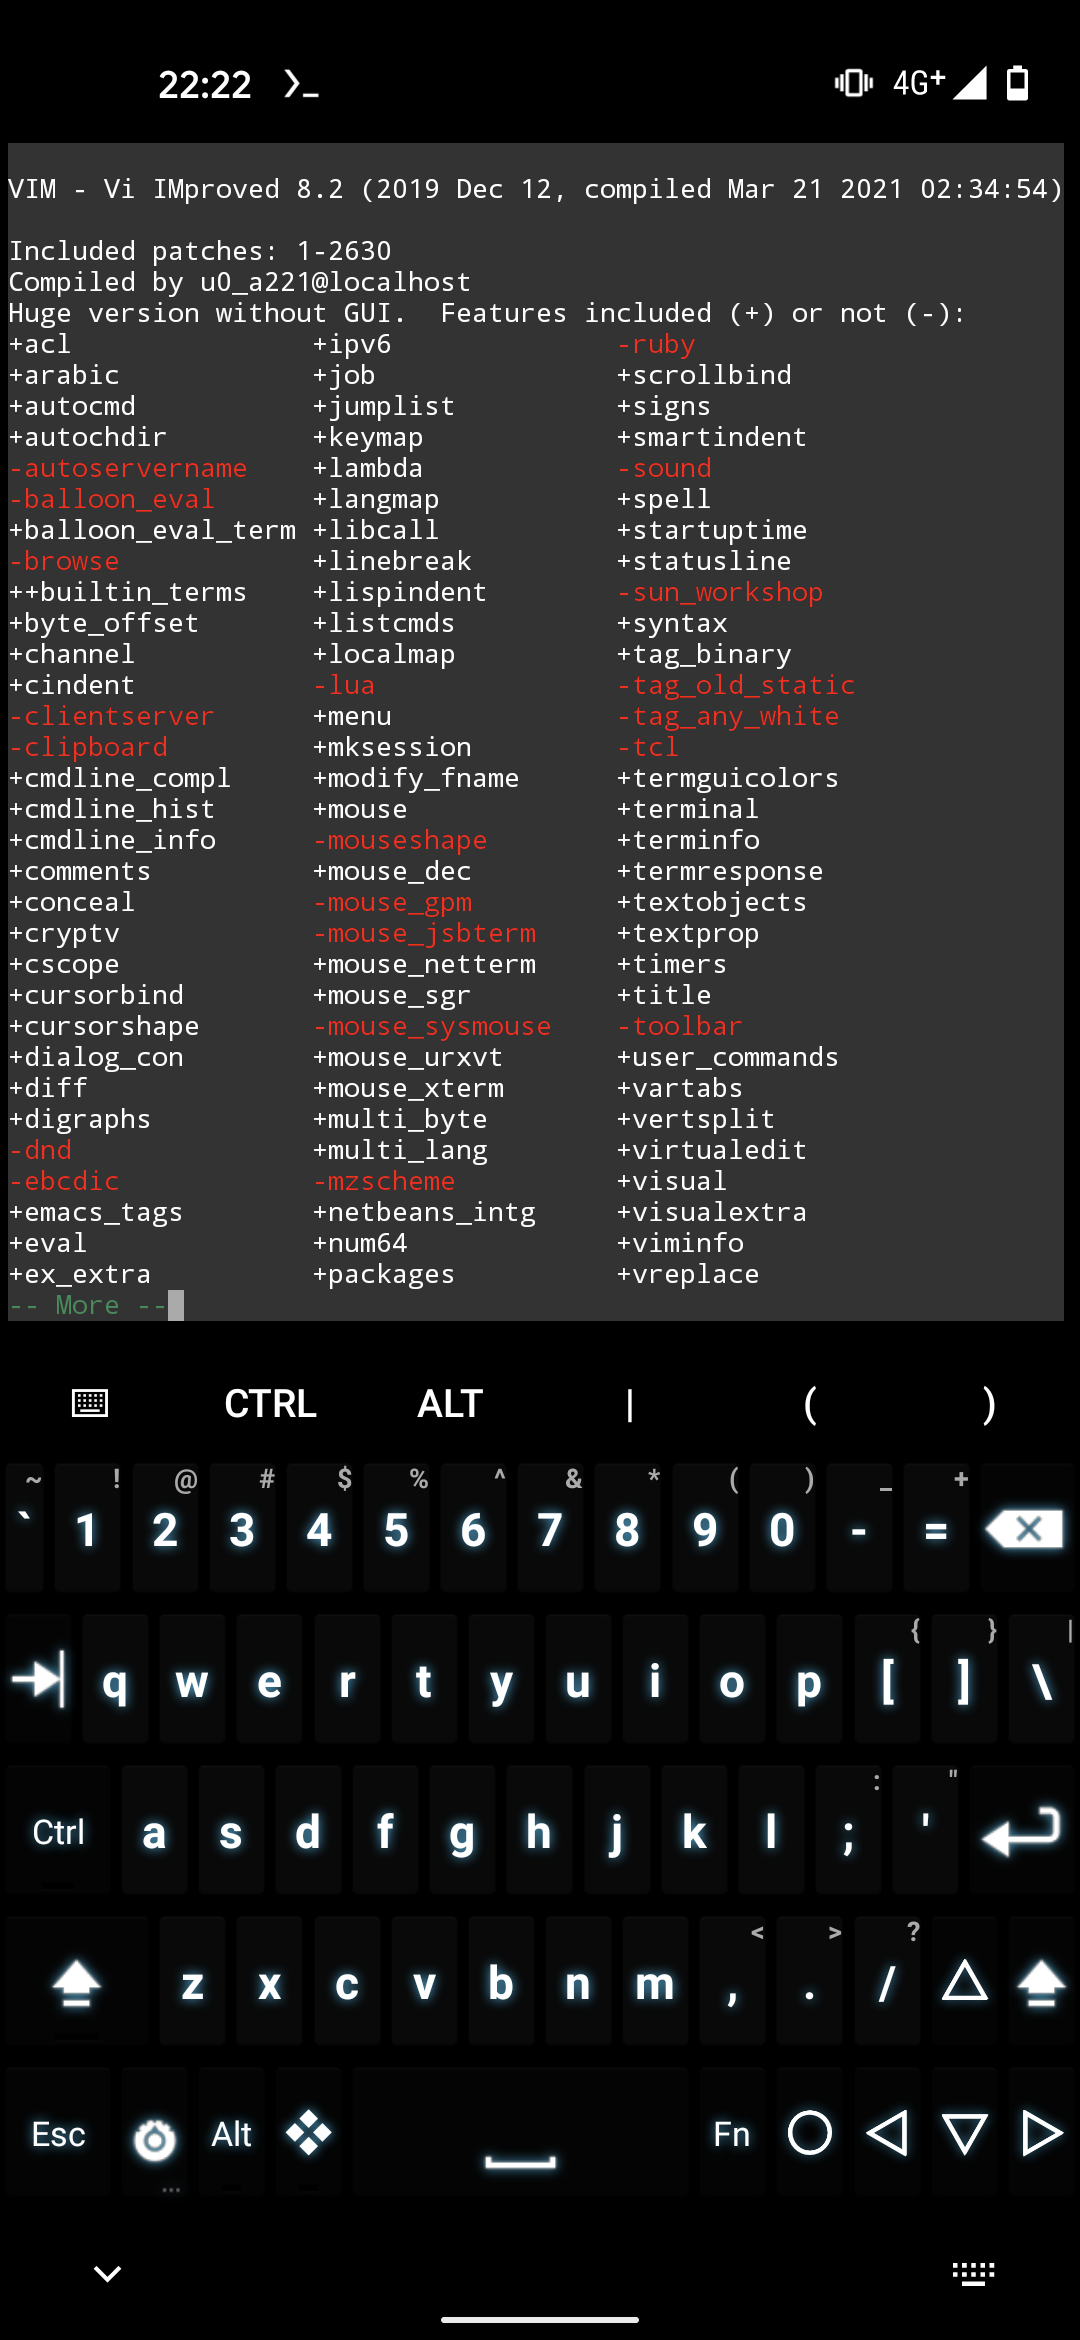 22:22 4G+
VIM - Vi IMproved 8.2 (2019 Dec 12, compiled Mar 21 2021 02:34:54)
Included patches: 1-2630
Compiled by u0_a221@localhost
Huge version without GUI.  Features included (+) or not (-):
+acl               +ipv6              -ruby
+arabic            +job               +scrollbind
+autocmd           +jumplist          +signs
+autochdir         +keymap            +smartindent
-autoservername    +lambda            -sound
-balloon_eval      +langmap           +spell
+balloon_eval_term +libcall           +startuptime
-browse            +linebreak         +statusline
++builtin_terms    +lispindent        -sun_workshop
+byte_offset       +listcmds          +syntax
+channel           +localmap          +tag_binary
+cindent           -lua               -tag_old_static
-clientserver      +menu              -tag_any_white
-clipboard         +mksession         -tcl
+cmdline_compl     +modify_fname      +termguicolors
+cmdline_hist      +mouse             +terminal
+cmdline_info      -mouseshape        +terminfo
+comments          +mouse_dec         +termresponse
+conceal           -mouse_gpm         +textobjects
+cryptv            -mouse_jsbterm     +textprop
+cscope            +mouse_netterm     +timers
+cursorbind        +mouse_sgr         +title
+cursorshape       -mouse_sysmouse    -toolbar
+dialog_con        +mouse_urxvt       +user_commands
+diff              +mouse_xterm       +vartabs
+digraphs          +multi_byte        +vertsplit
-dnd               +multi_lang        +virtualedit
-ebcdic            -mzscheme          +visual
+emacs_tags        +netbeans_intg     +visualextra
+eval              +num64             +viminfo
+ex_extra          +packages          +vreplace
-- More --
CTRL ALT | ( )
~ ! @ # $ % ^ & * ( ) _ +
` 1 2 3 4 5 6 7 8 9 0 - =
{ } |
q w e r t y u i o p [ ] \
: "
Ctrl a s d f g h j k l ; '
< > ?
z x c v b n m , . /
Esc Alt Fn
...